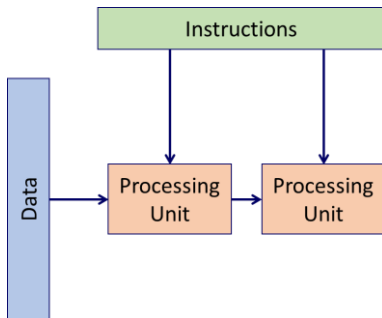 Instructions
Data
Processing
Unit
Processing
Unit